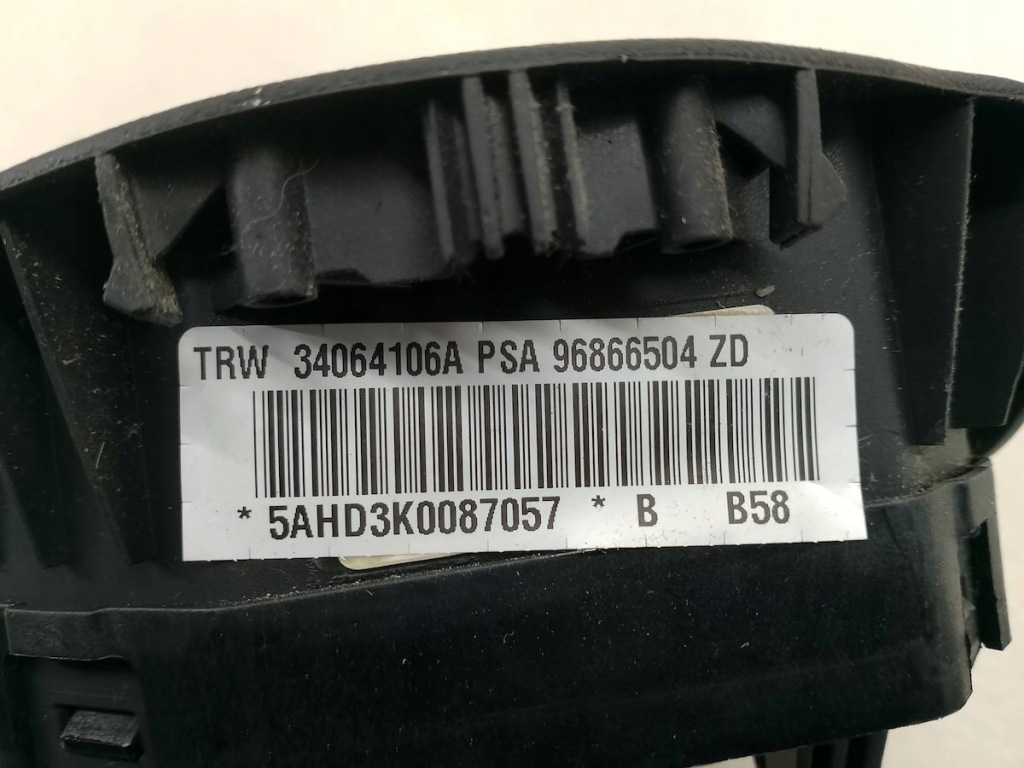 TRW 34064106A PSA 96866504 ZD
* 5AHD3K0087057 * B B58